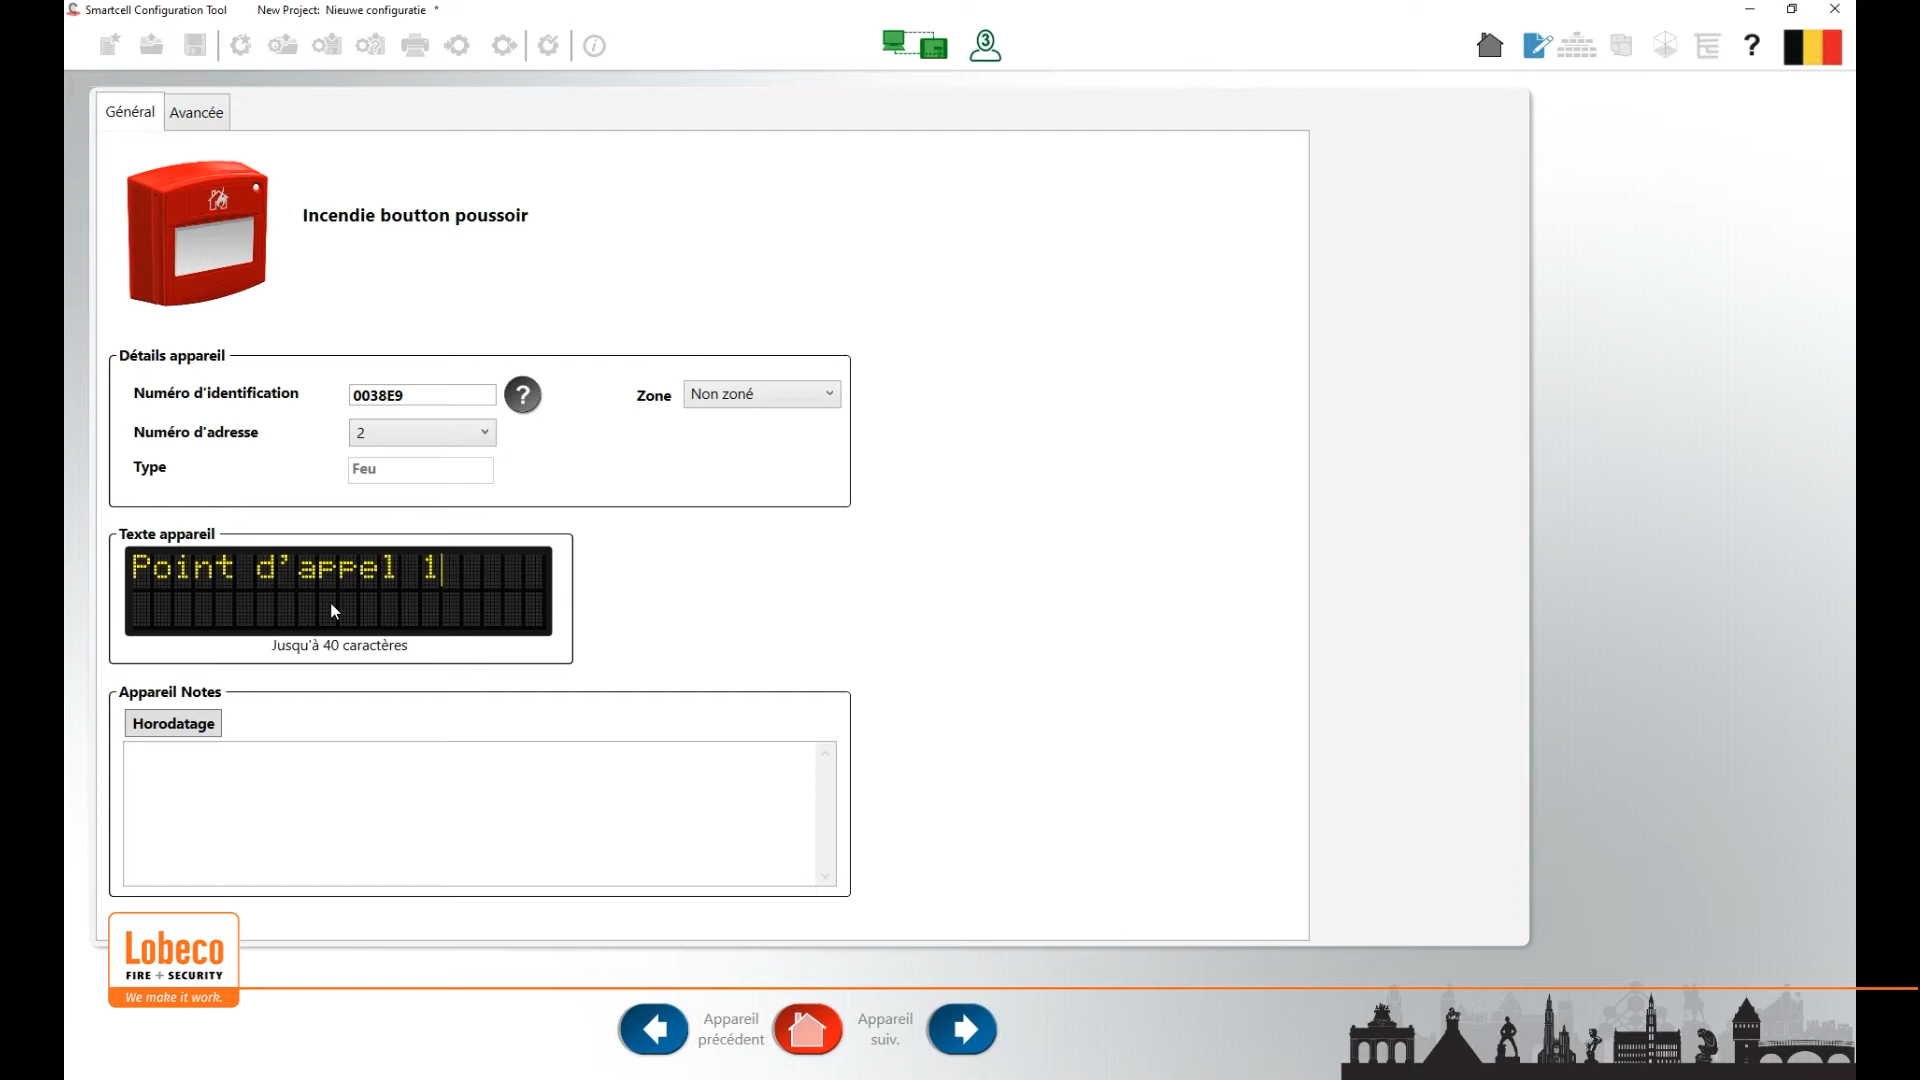 Smartcell Configuration Tool New Project: Nieuwe configuratie *
3
?
Général
Avancée
Incendie boutton poussoir
Détails appareil
Numéro d'identification
0038E9
?
Zone
Non zoné
Numéro d'adresse
2
Type
Feu
Texte appareil
Point d'appel 1
Jusqu'à 40 caractères
Appareil Notes
Horodatage
Lobeco
FIRE + SECURITY
We make it work.
Appareil
précédent
Appareil
suiv.